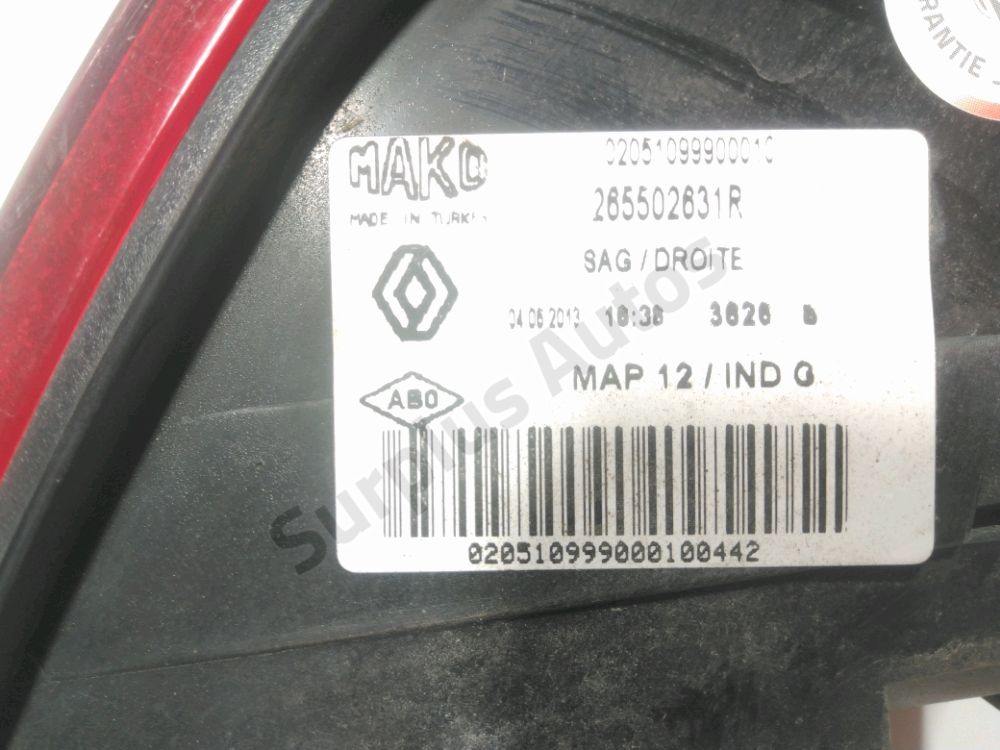 MAKO
MADE IN TURKEY
0205109990001
265502631R
SAG / DROITE
04 06 2013 3626
MAP 12 / IND G
ABO
020510999000100442
GARANTIE
Surplus Autos